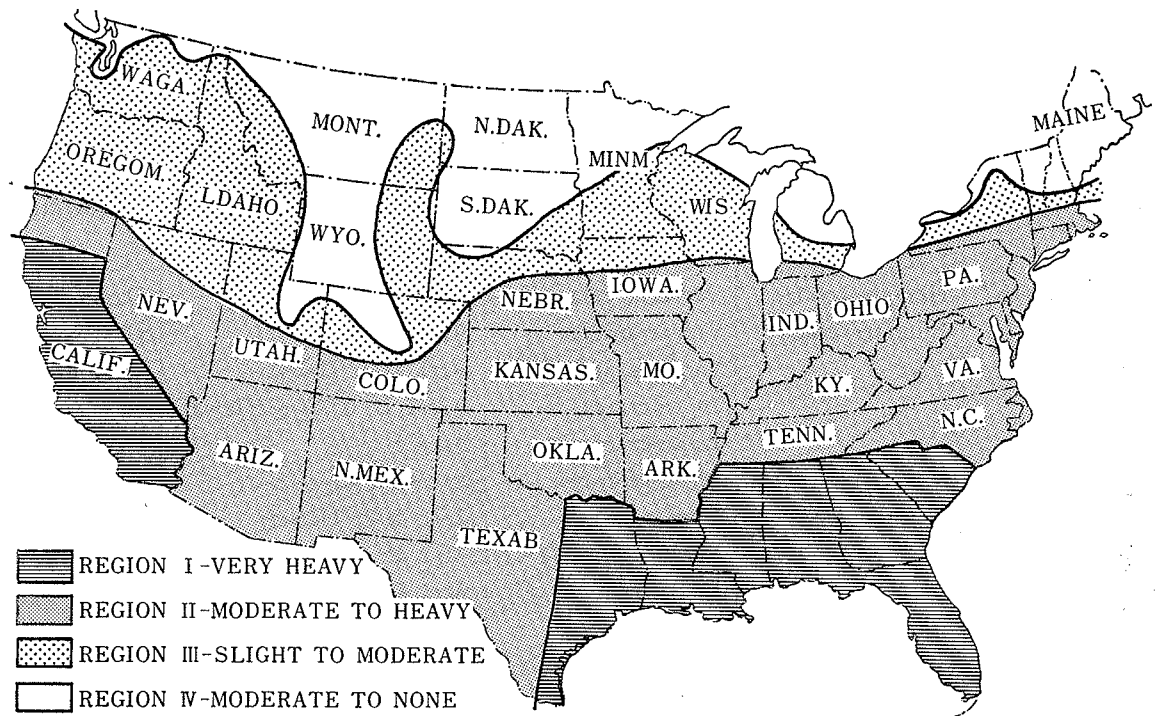 WAGA.
MONT.
N.DAK.
MAINE
OREGOM.
MINM
LDAHO
S.DAK.
WIS
WYO.
NEV.
NEBR.
IOWA.
PA.
IND.
OHIO
UTAH.
CALIF.
COLO.
KANSAS.
MO.
KY.
VA.
N.C.
TENN.
ARIZ.
N.MEX.
OKLA.
ARK.
TEXAB
REGION I-VERY HEAVY
REGION II-MODERATE TO HEAVY
REGION III-SLIGHT TO MODERATE
REGION IV-MODERATE TO NONE